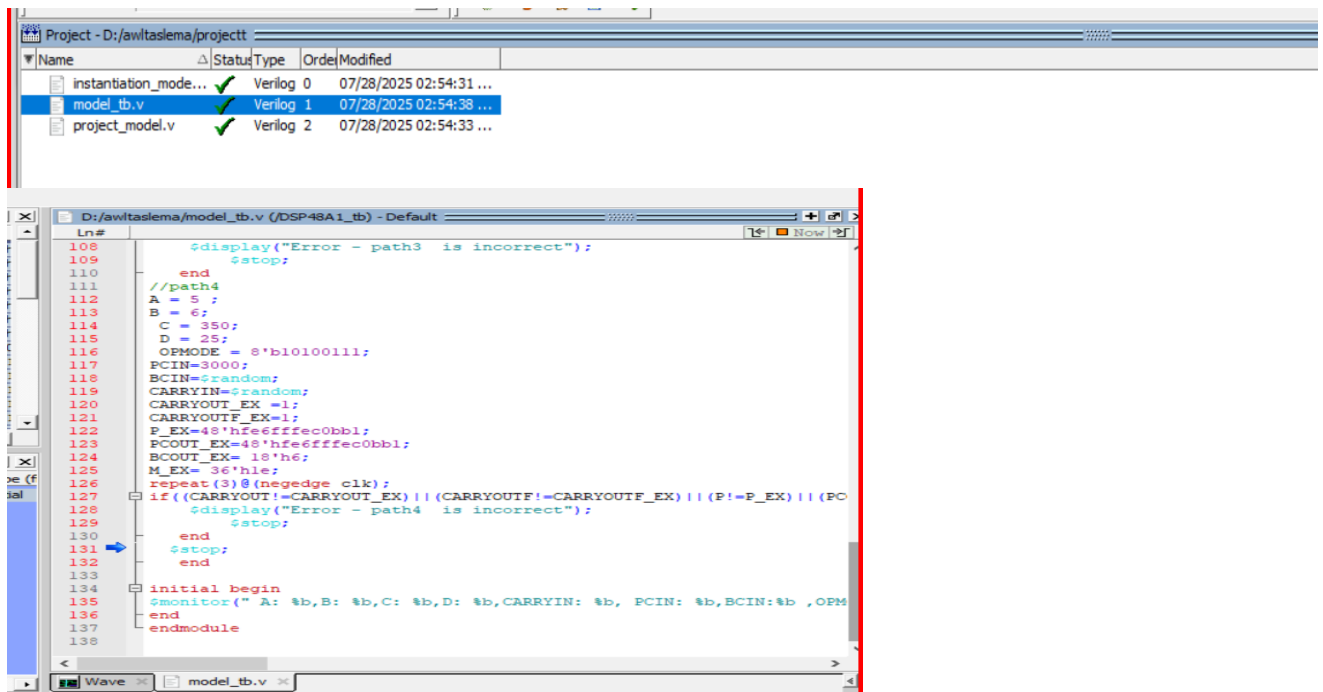 Project - D:/awltaslema/projectt
Name Status Type Order Modified
instantiation_mode... Verilog 0 07/28/2025 02:54:31 ...
model_tb.v Verilog 1 07/28/2025 02:54:38 ...
project_model.v Verilog 2 07/28/2025 02:54:33 ...
D:/awltaslema/model_tb.v (/DSP48A1_tb) - Default
Ln#
Now
108 $display("Error - path3  is incorrect");
109 $stop;
110 end
111 //path4
112 A = 5 ;
113 B = 6;
114 C = 350;
115 D = 25;
116 OPMODE = 8'b10100111;
117 PCIN=3000;
118 BCIN=$random;
119 CARRYIN=$random;
120 CARRYOUT_EX =1;
121 CARRYOUTF_EX=1;
122 P_EX=48'hfe6fffec0bb1;
123 PCOUT_EX=48'hfe6fffec0bb1;
124 BCOUT_EX= 18'h6;
125 M_EX= 36'h1e;
126 repeat(3)@(negedge clk);
127 if((CARRYOUT!=CARRYOUT_EX)||(CARRYOUTF!=CARRYOUTF_EX)||(P!=P_EX)||(PCO
128 $display("Error - path4  is incorrect");
129 $stop;
130 end
131 $stop;
132 end
133
134 initial begin
135 $monitor(" A: %b,B: %b,C: %b,D: %b,CARRYIN: %b, PCIN: %b,BCIN:%b ,OPM
136 end
137 endmodule
138
Wave model_tb.v